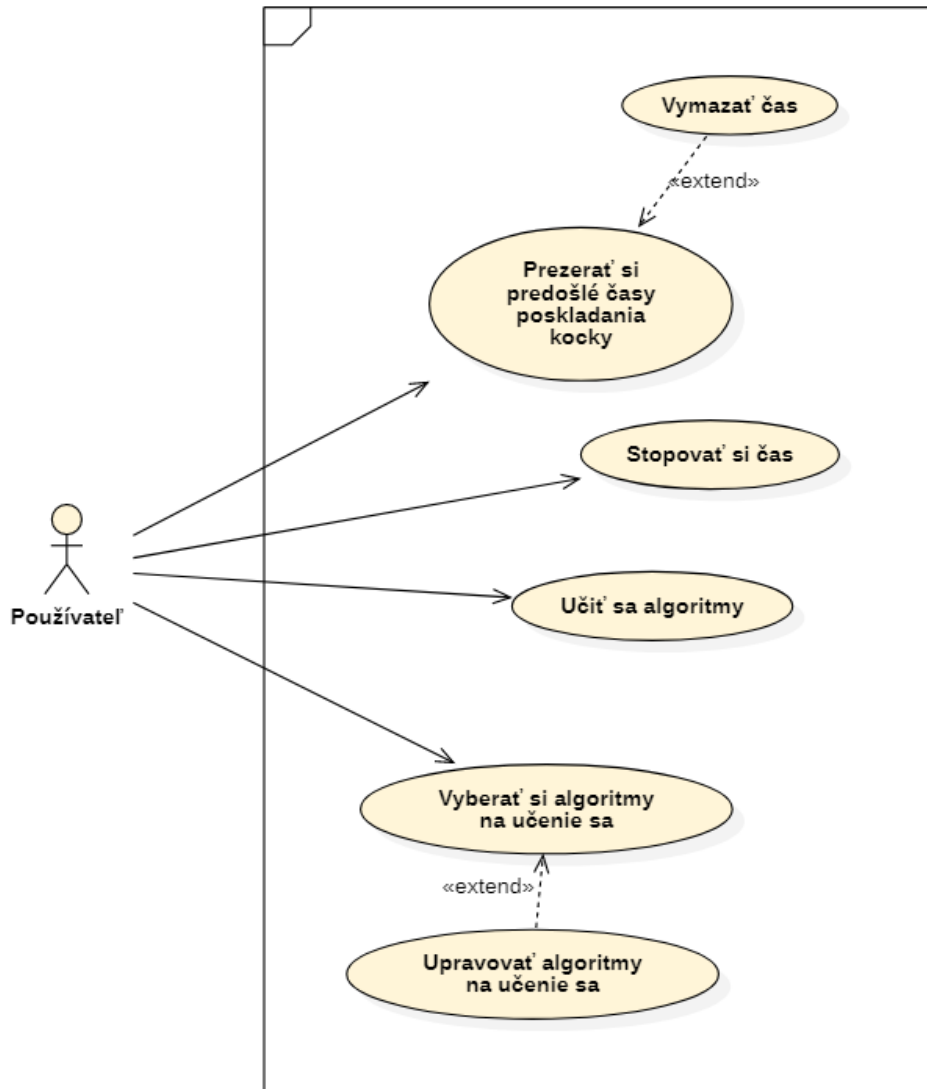 Vymazať čas
«extend»
Prezerať si
predošlé časy
poskladania
kocky
Stopovať si čas
Používateľ
Učiť sa algoritmy
Vyberať si algoritmy
na učenie sa
«extend»
Upravovať algoritmy
na učenie sa